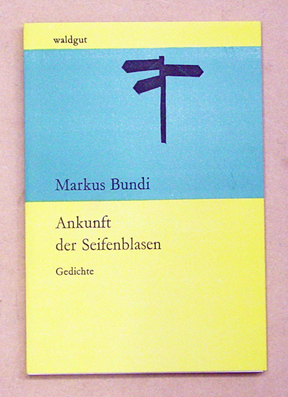 waldgut
Markus Bundi
Ankunft
der Seifenblasen
Gedichte